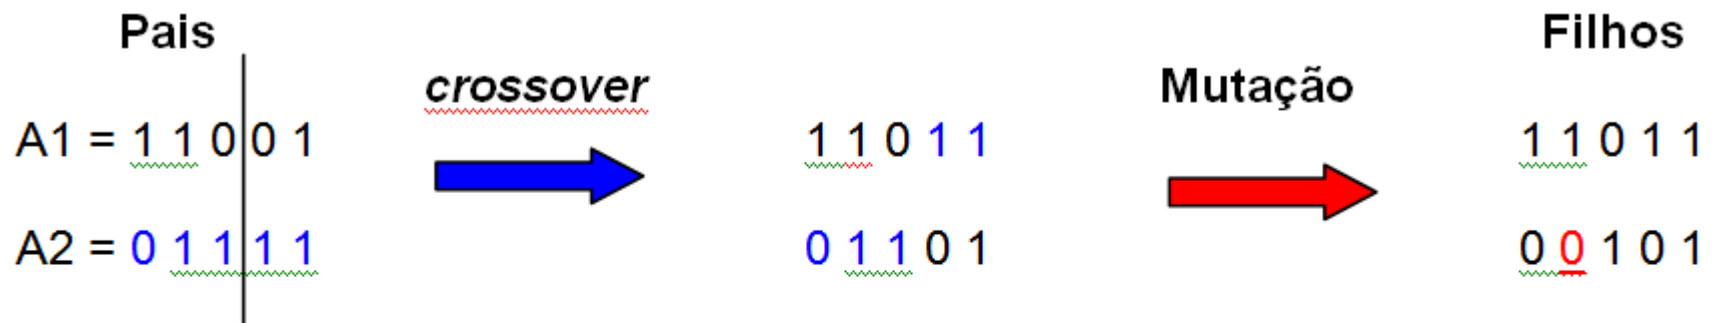 Pais
crossover
Mutação
Filhos
A1 = 1 1 0 0 1
1 1 0 1 1
1 1 0 1 1
A2 = 0 1 1 1 1
0 1 1 0 1
0 0 1 0 1